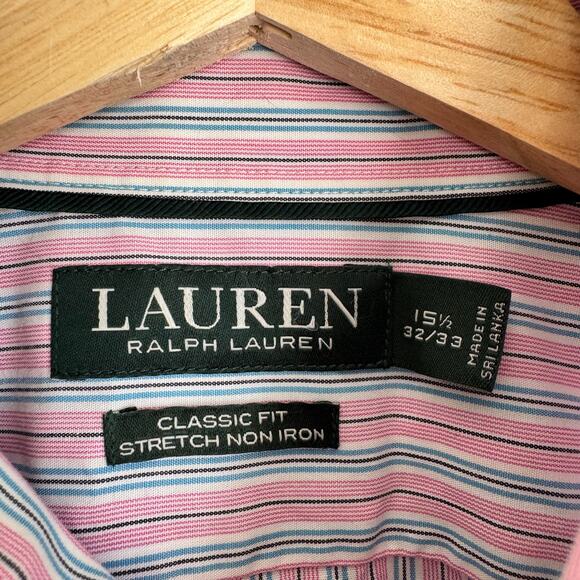 LAUREN
RALPH LAUREN
15½
32/33
MADE IN
SRI LANKA
CLASSIC FIT
STRETCH NON IRON